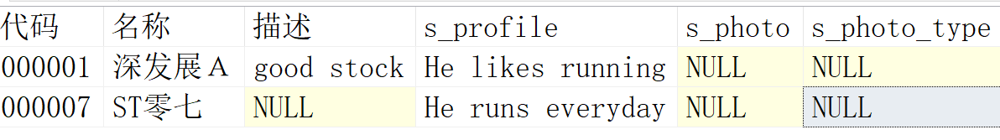 代码 名称 描述 s_profile s_photo s_photo_type
000001 深发展Ａ good stock He likes running NULL NULL
000007 ST零七 NULL He runs everyday NULL NULL